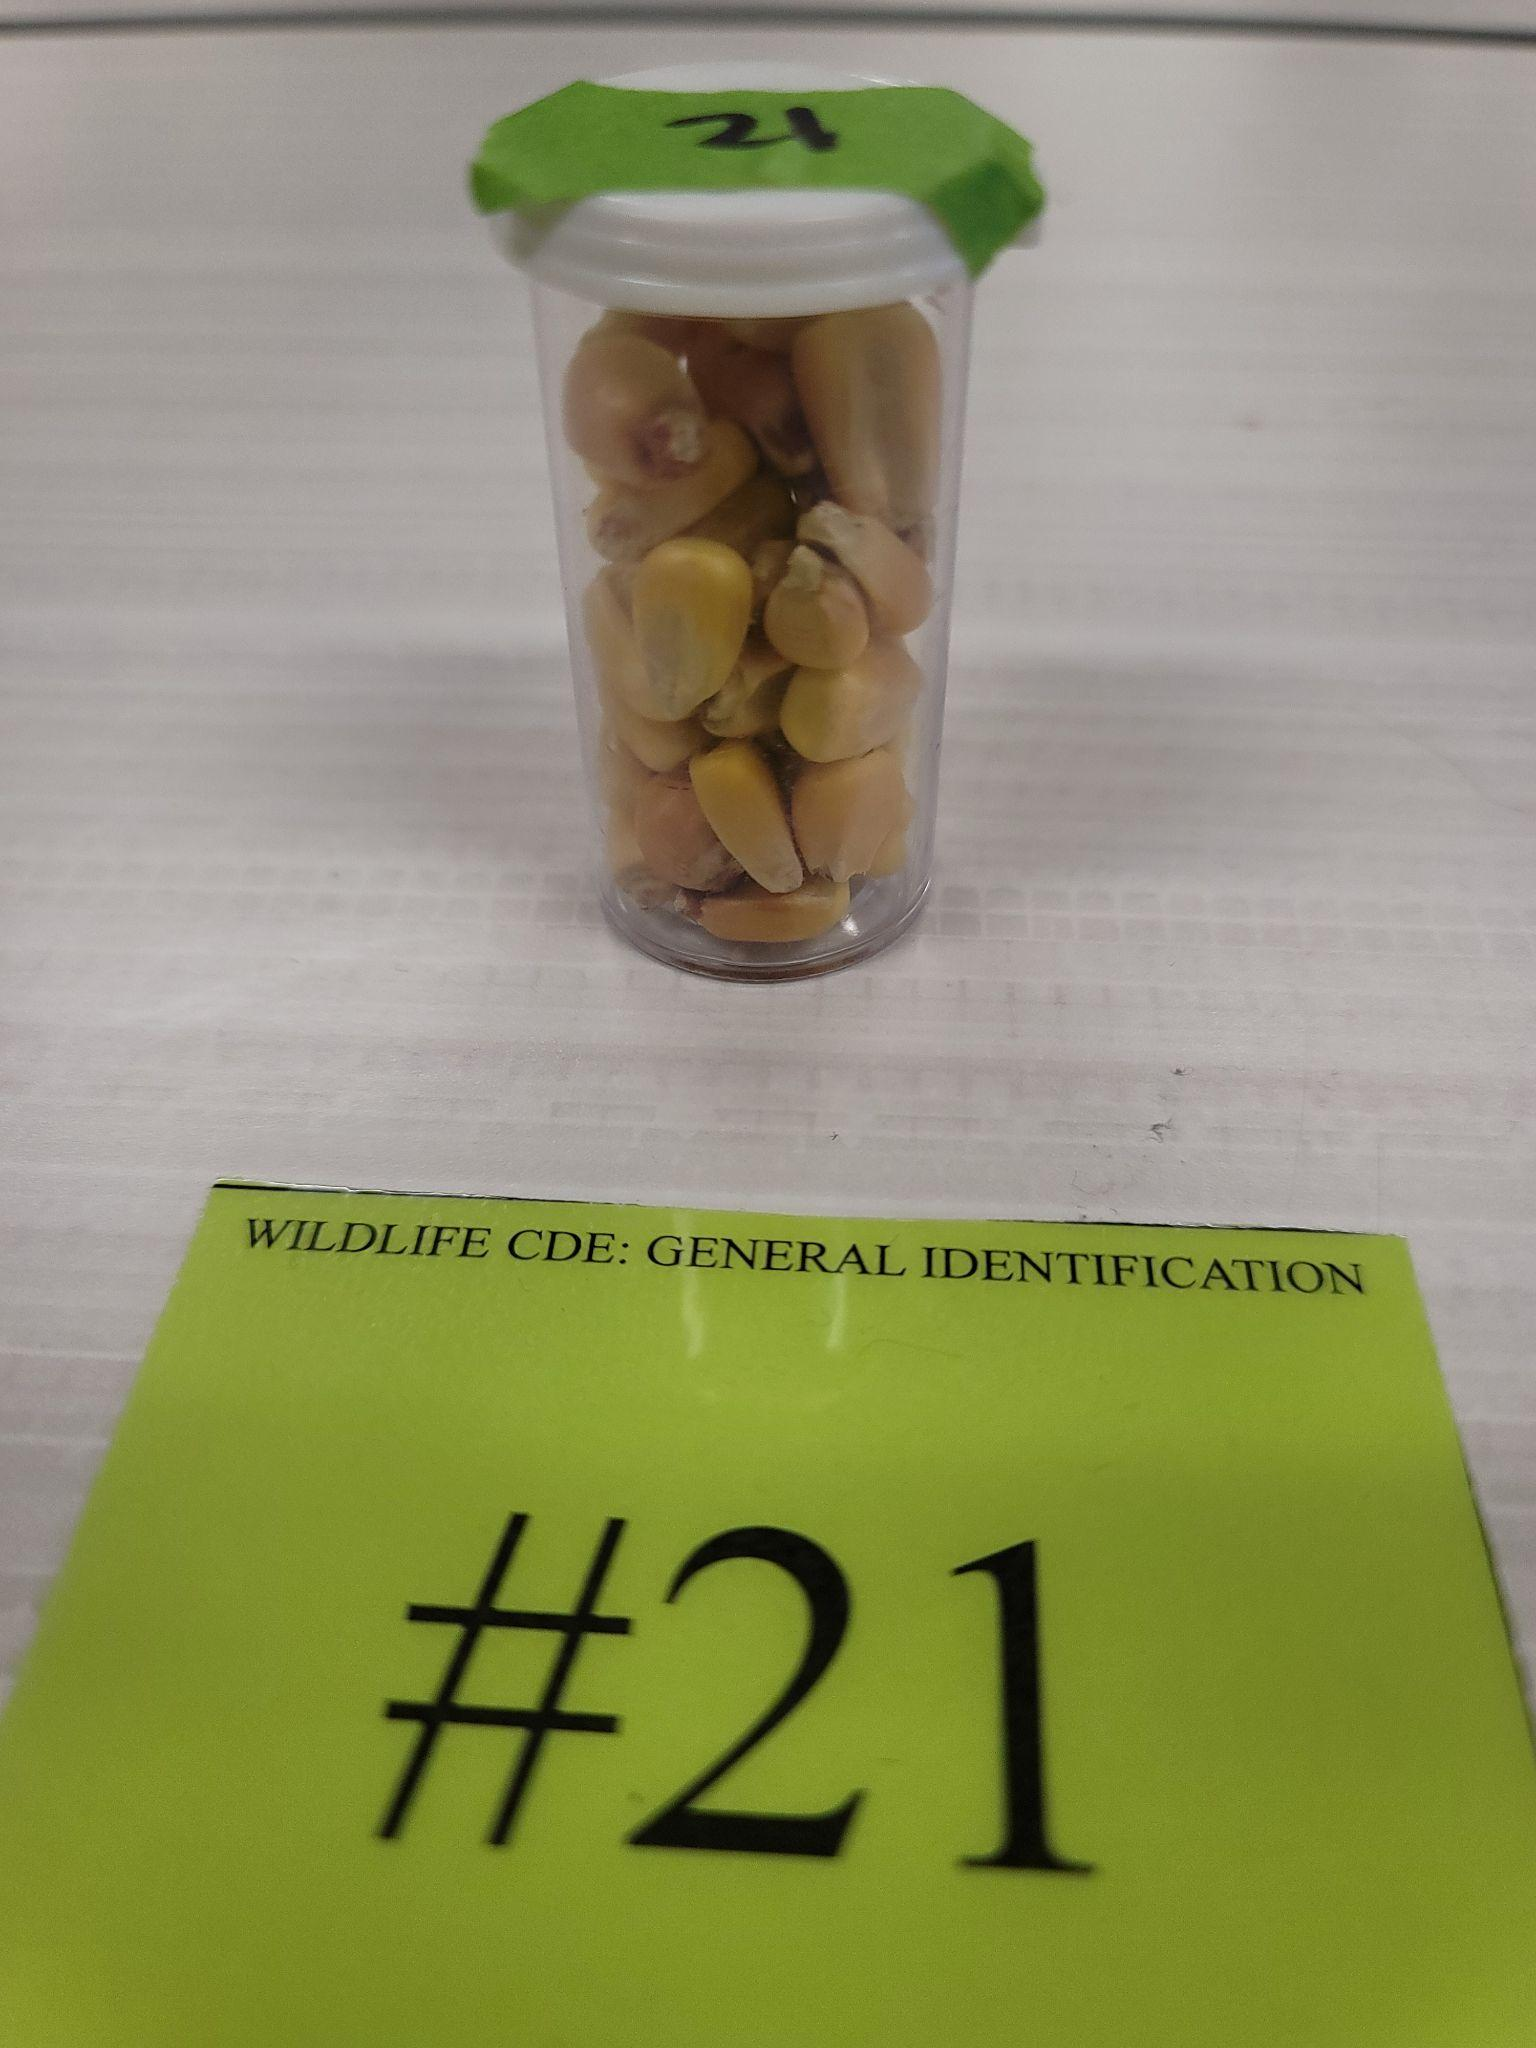 21
WILDLIFE CDE: GENERAL IDENTIFICATION
#21